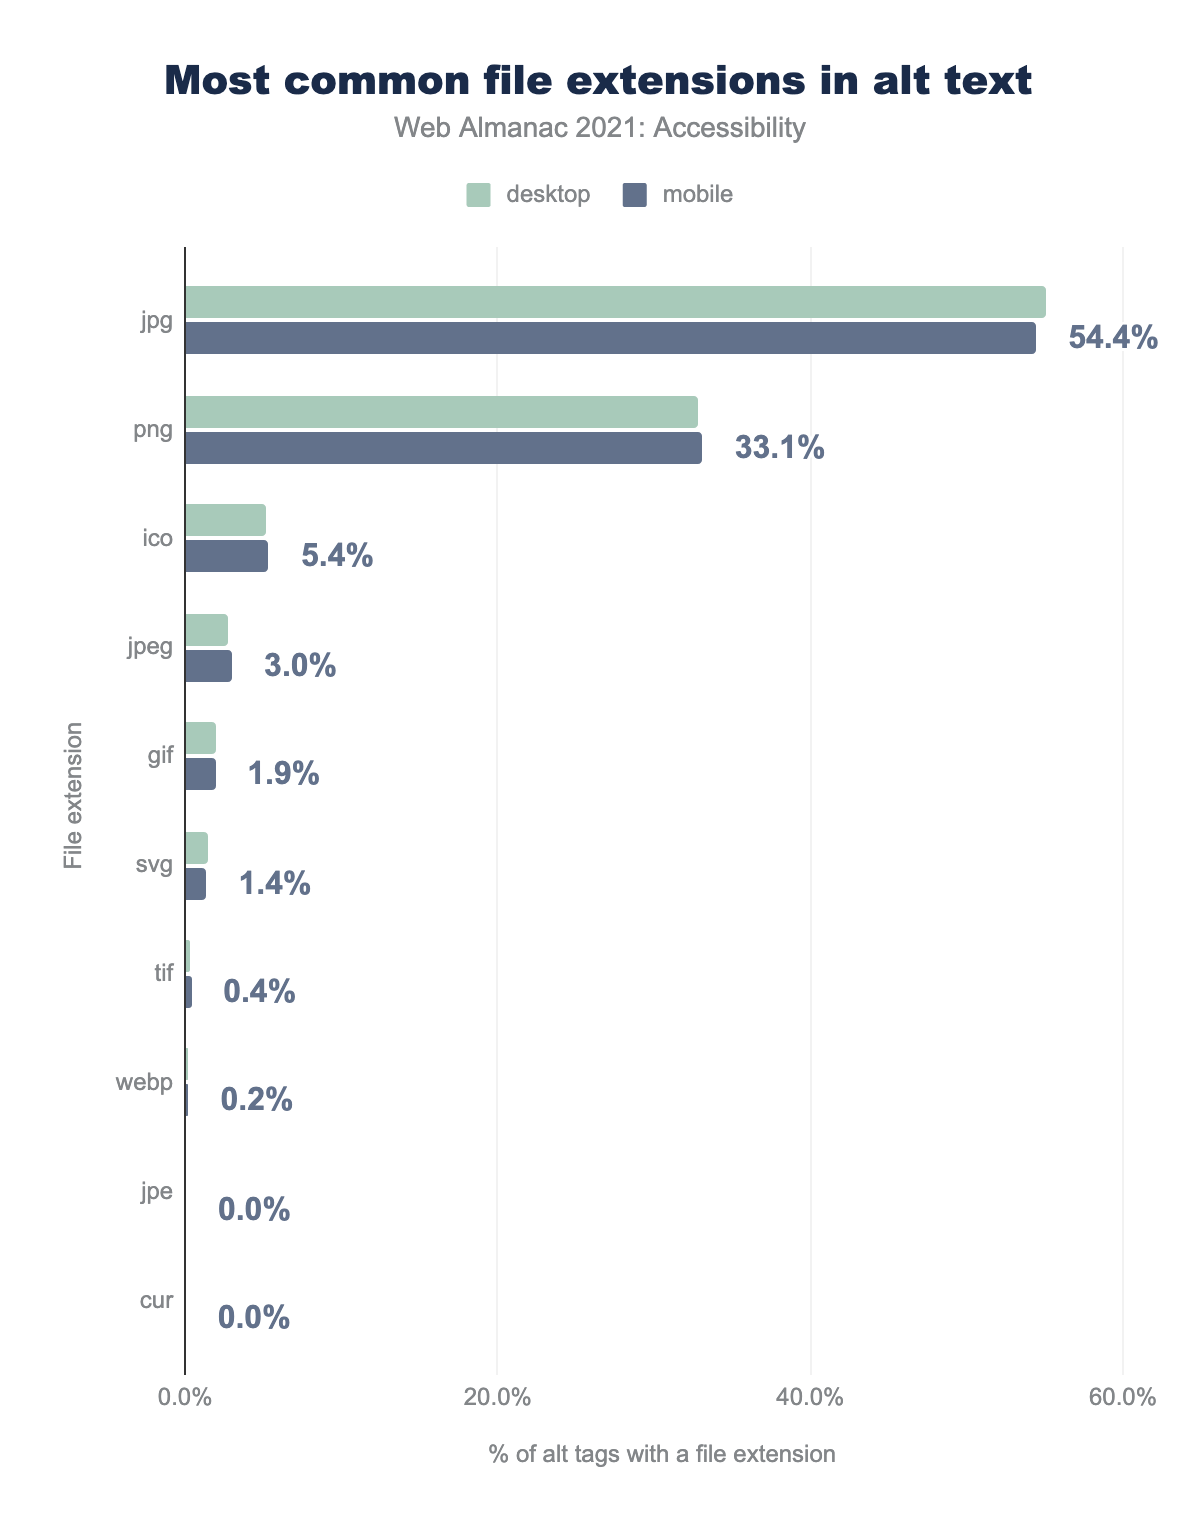 Most common file extensions in alt text
Web Almanac 2021: Accessibility
desktop mobile
jpg 54.4%
png 33.1%
ico 5.4%
jpeg 3.0%
gif 1.9%
svg 1.4%
tif 0.4%
webp 0.2%
jpe 0.0%
cur 0.0%
File extension
0.0% 20.0% 40.0% 60.0%
% of alt tags with a file extension